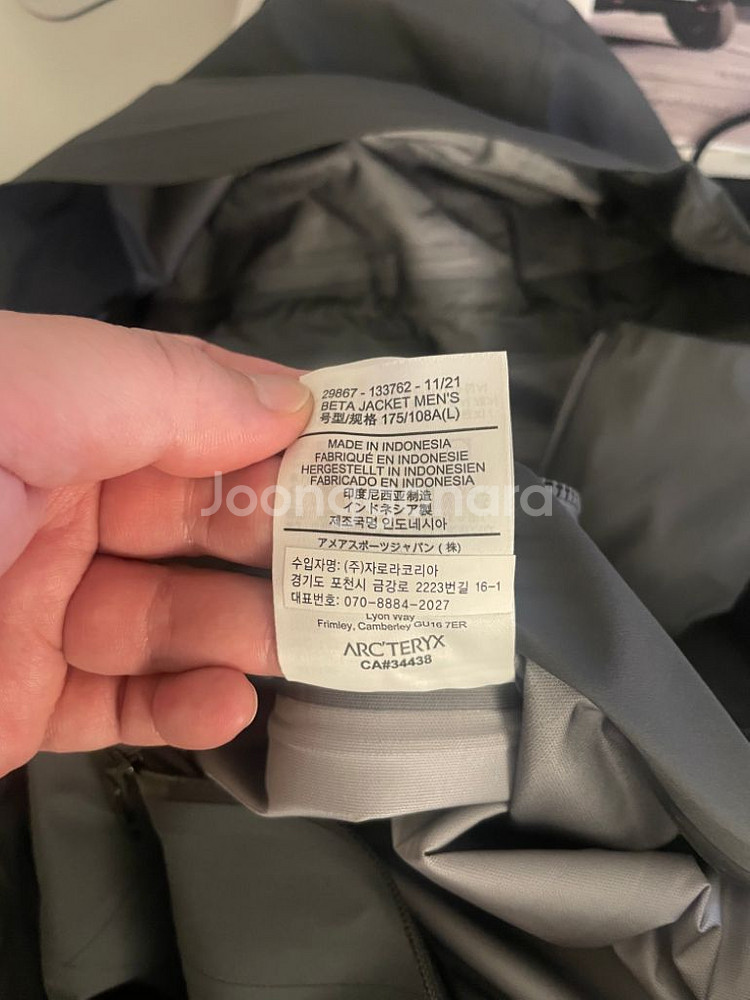 29867 - 133762 - 11/21
BETA JACKET MEN'S
号型/规格 175/108A(L)
MADE IN INDONESIA
FABRIQUÉ EN INDONESIE
HERGESTELLT IN INDONESIEN
FABRICADO EN INDONESIA
印度尼西亚制造
インドネシア製
제조국명 인도네시아
アメアスポーツジャパン (株)
수입자명: (주)자로라코리아
경기도 포천시 금강로 2223번길 16-1
대표번호: 070-8884-2027
Lyon Way
Frimley, Camberley GU16 7ER
ARC'TERYX
CA#34438
Joonggonara